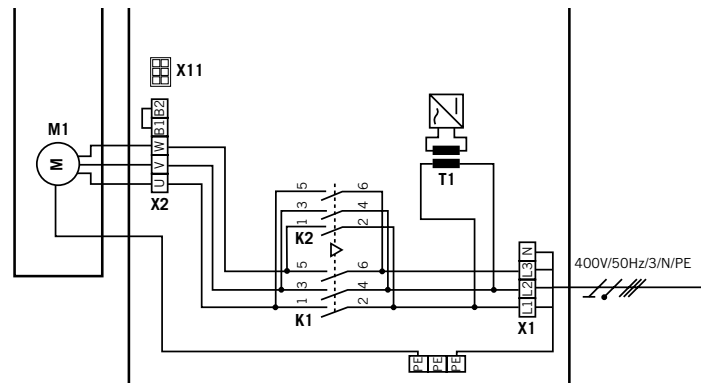 X11
B2
B1
W
V
U
X2
M1
M
T1
5 6
3 4
1 2
K2
5 6
3 4
1 2
K1
N
L3
L2
L1
X1
400V/50Hz/3/N/PE
PE PE PE